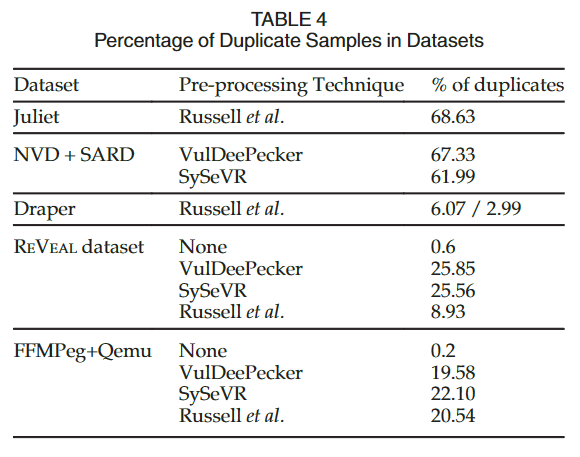 TABLE 4
Percentage of Duplicate Samples in Datasets
Dataset Pre-processing Technique % of duplicates
Juliet Russell et al. 68.63
NVD + SARD VulDeePecker 67.33
SySeVR 61.99
Draper Russell et al. 6.07 / 2.99
REVEAL dataset None 0.6
VulDeePecker 25.85
SySeVR 25.56
Russell et al. 8.93
FFMPeg+Qemu None 0.2
VulDeePecker 19.58
SySeVR 22.10
Russell et al. 20.54